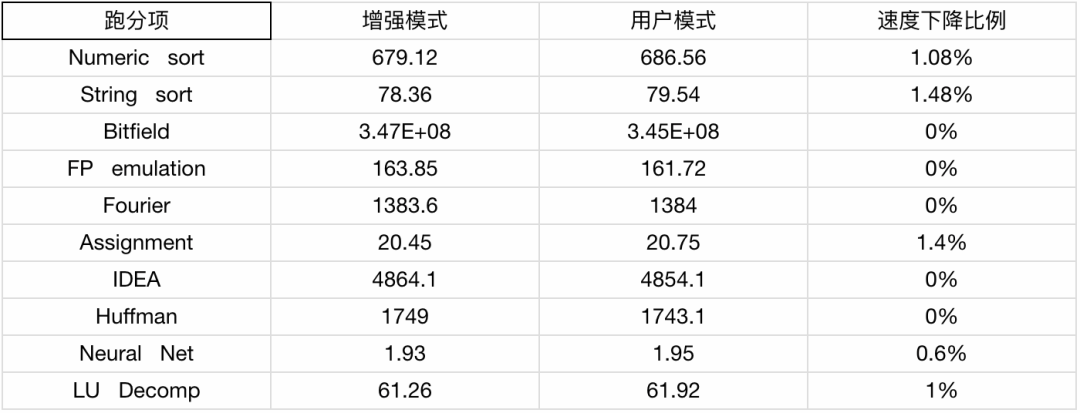 跑分项 增强模式 用户模式 速度下降比例
Numeric sort 679.12 686.56 1.08%
String sort 78.36 79.54 1.48%
Bitfield 3.47E+08 3.45E+08 0%
FP emulation 163.85 161.72 0%
Fourier 1383.6 1384 0%
Assignment 20.45 20.75 1.4%
IDEA 4864.1 4854.1 0%
Huffman 1749 1743.1 0%
Neural Net 1.93 1.95 0.6%
LU Decomp 61.26 61.92 1%